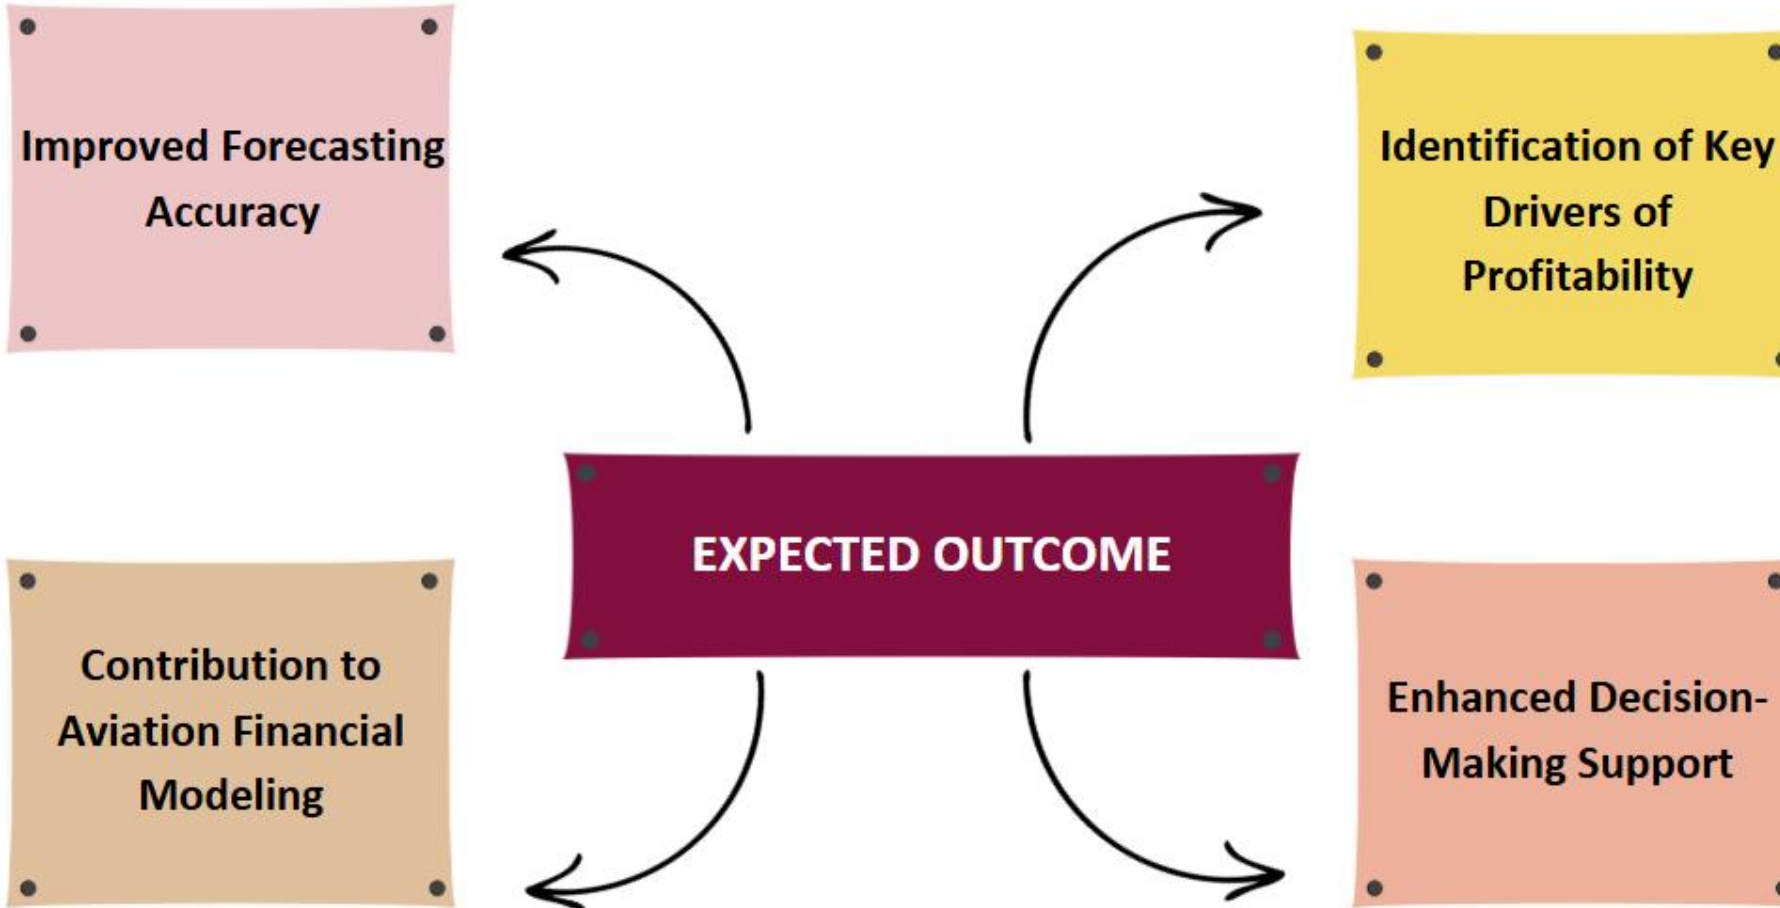 Improved Forecasting
Accuracy
Identification of Key
Drivers of
Profitability
EXPECTED OUTCOME
Contribution to
Aviation Financial
Modeling
Enhanced Decision-
Making Support